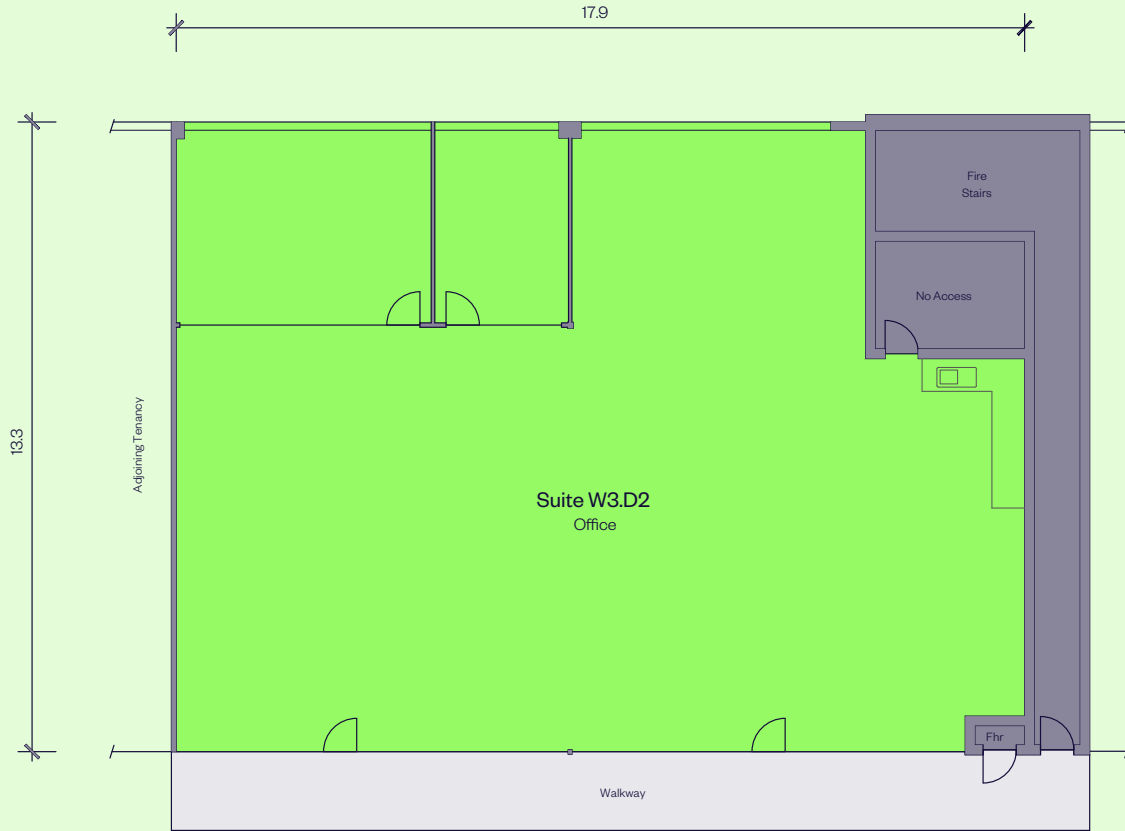 17.9
Fire
Stairs
No Access
13.3
Adjoining Tenancy
Suite W3.D2
Office
Fhr
Walkway